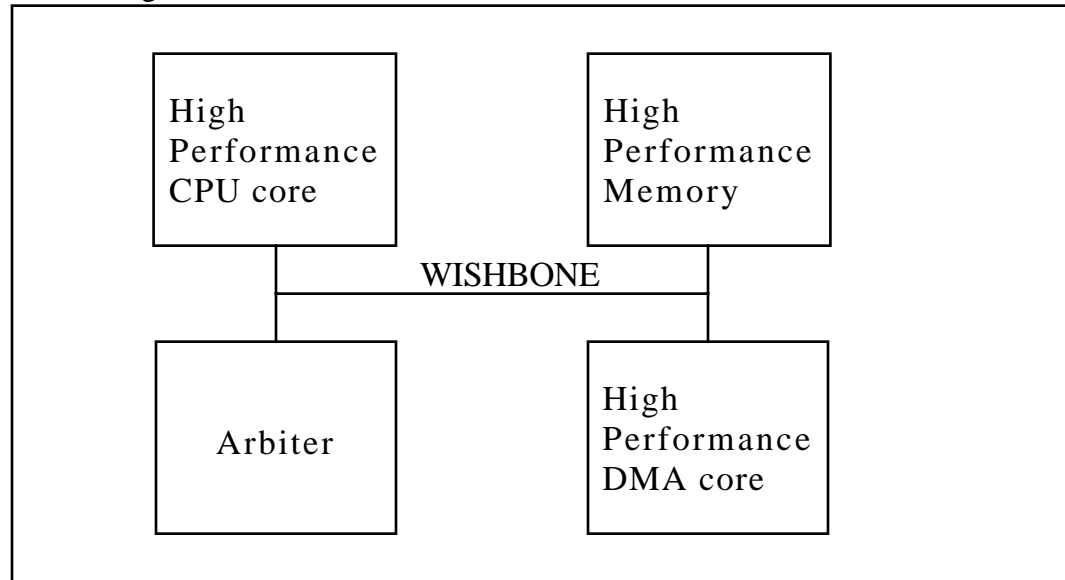 High
Performance
CPU core
High
Performance
Memory
WISHBONE
Arbiter
High
Performance
DMA core